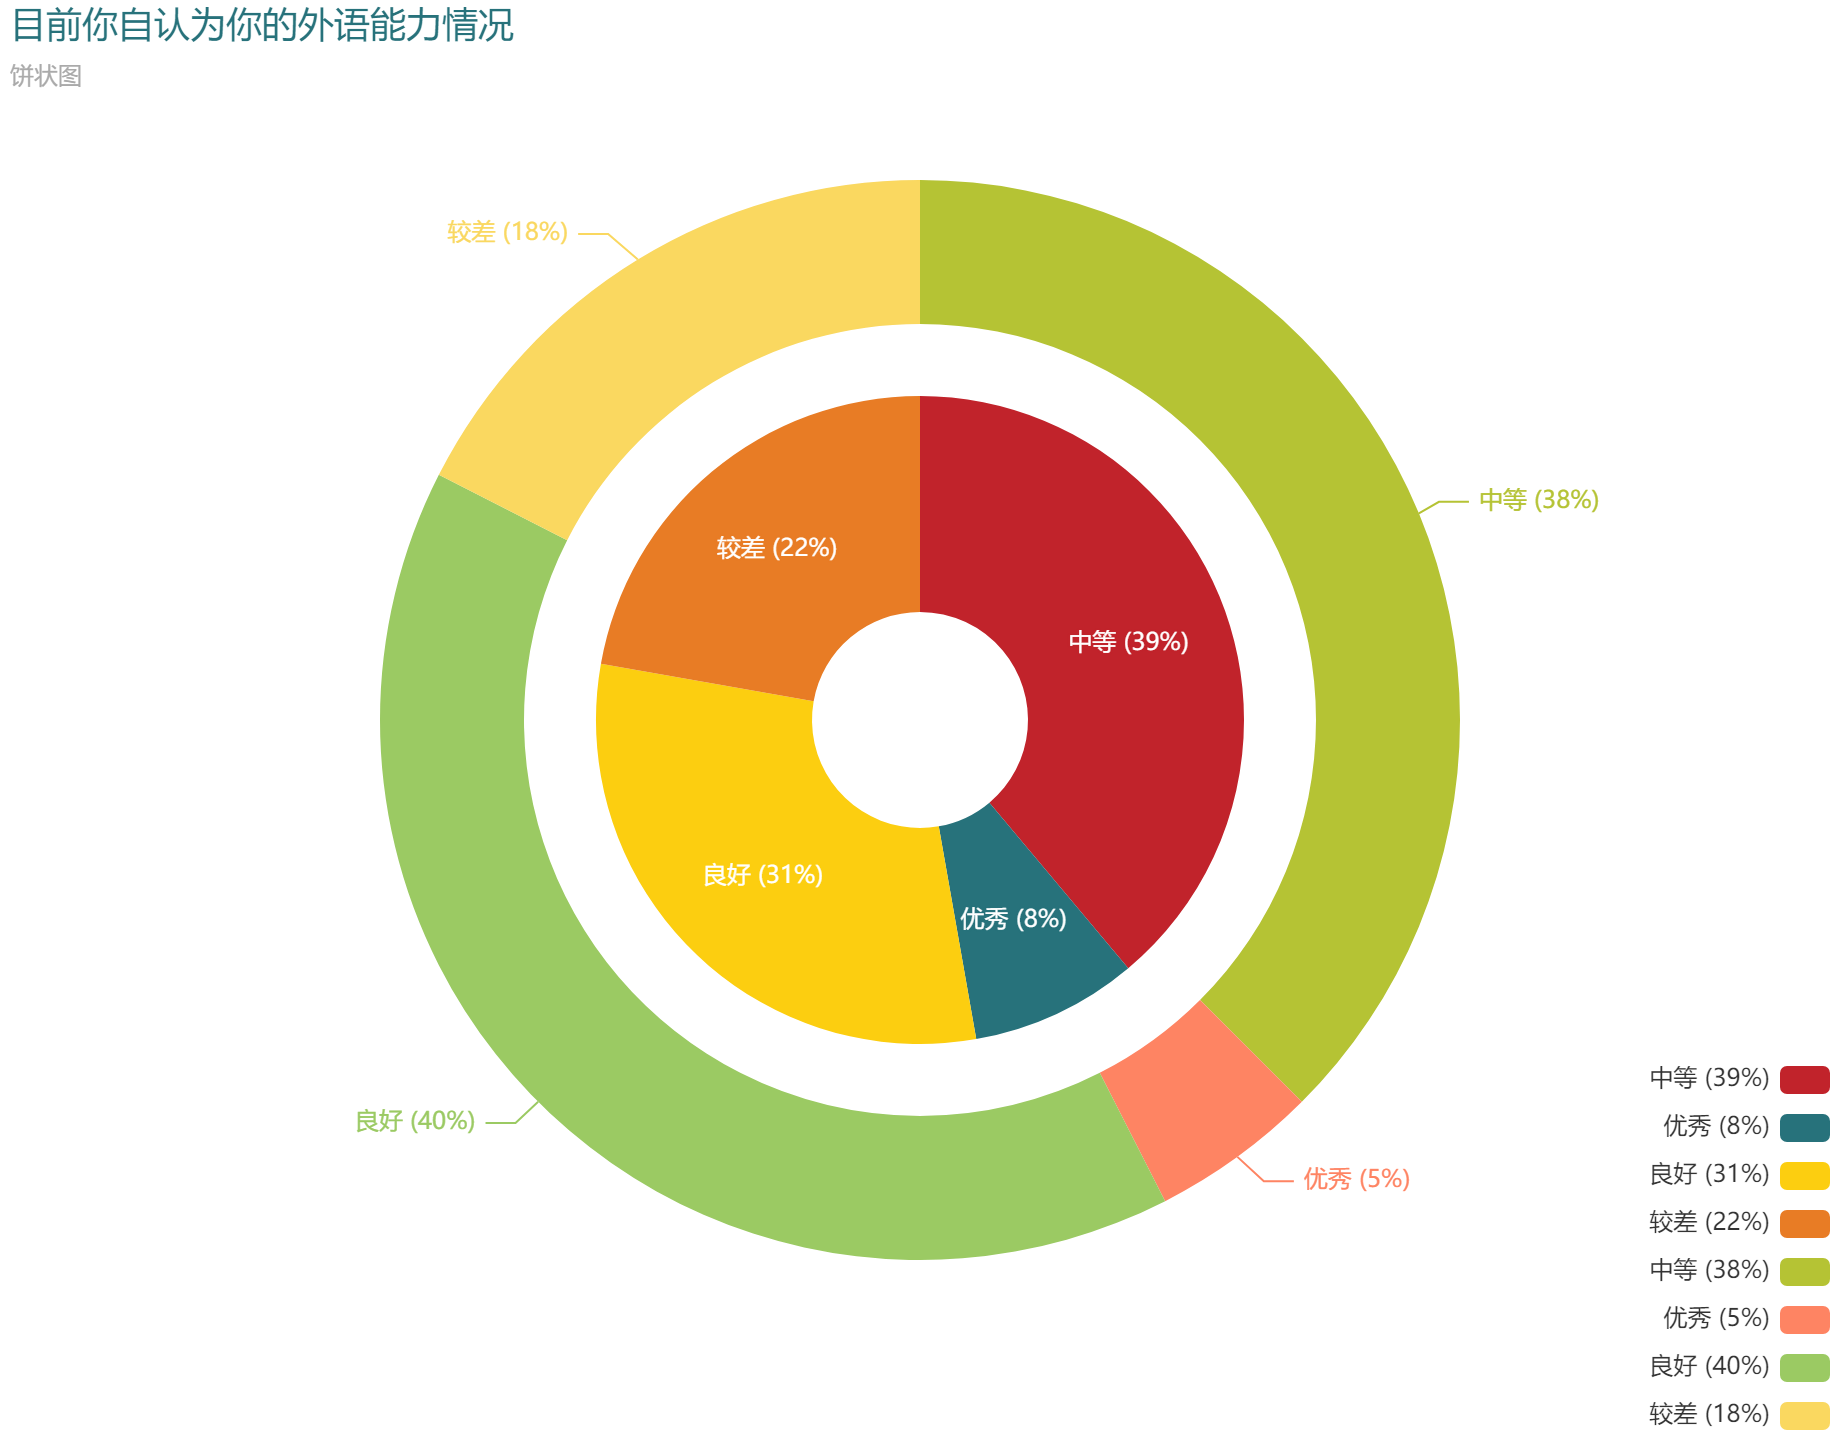 目前你自认为你的外语能力情况
饼状图
较差 (18%)
中等 (38%)
较差 (22%)
中等 (39%)
良好 (31%)
优秀 (8%)
良好 (40%)
优秀 (5%)
中等 (39%)
优秀 (8%)
良好 (31%)
较差 (22%)
中等 (38%)
优秀 (5%)
良好 (40%)
较差 (18%)